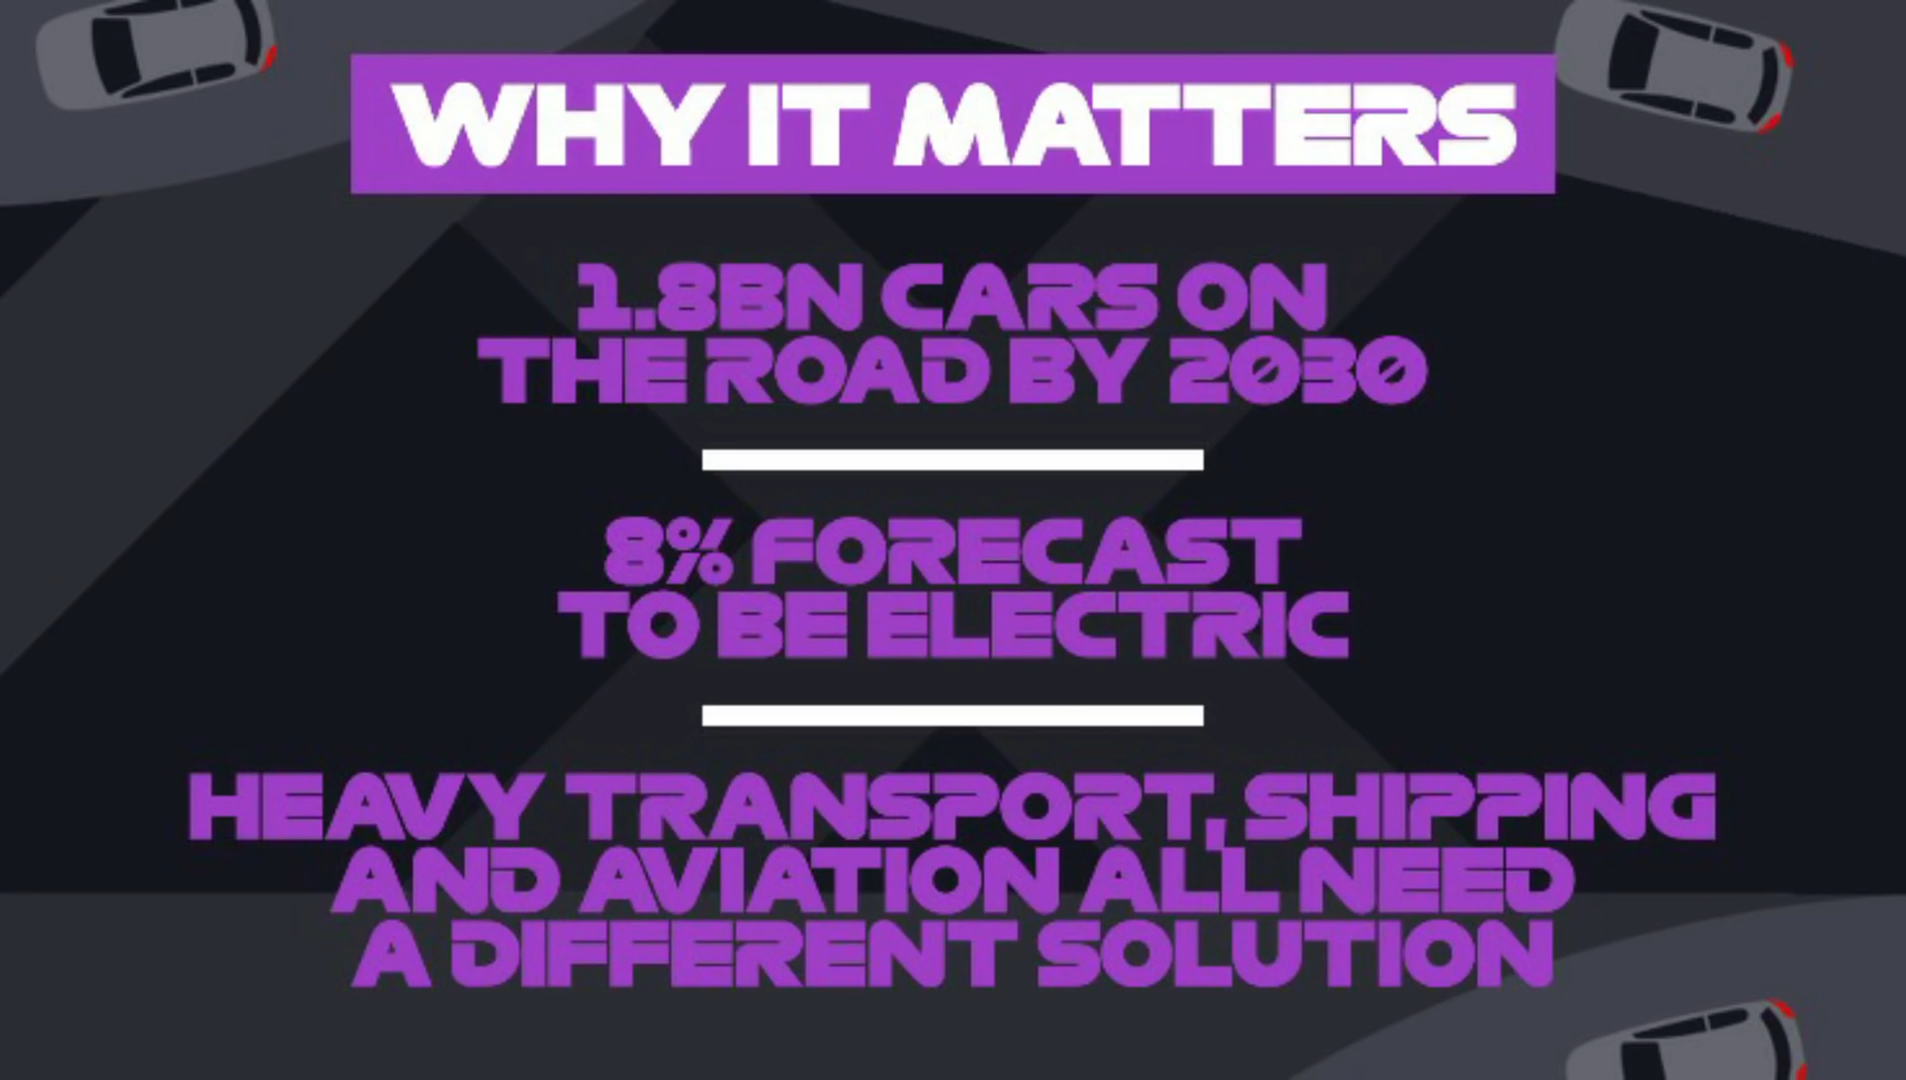 WHY IT MATTERS
1.8BN CARS ON
THE ROAD BY 2030
8% FORECAST
TO BE ELECTRIC
HEAVY TRANSPORT, SHIPPING
AND AVIATION ALL NEED
A DIFFERENT SOLUTION